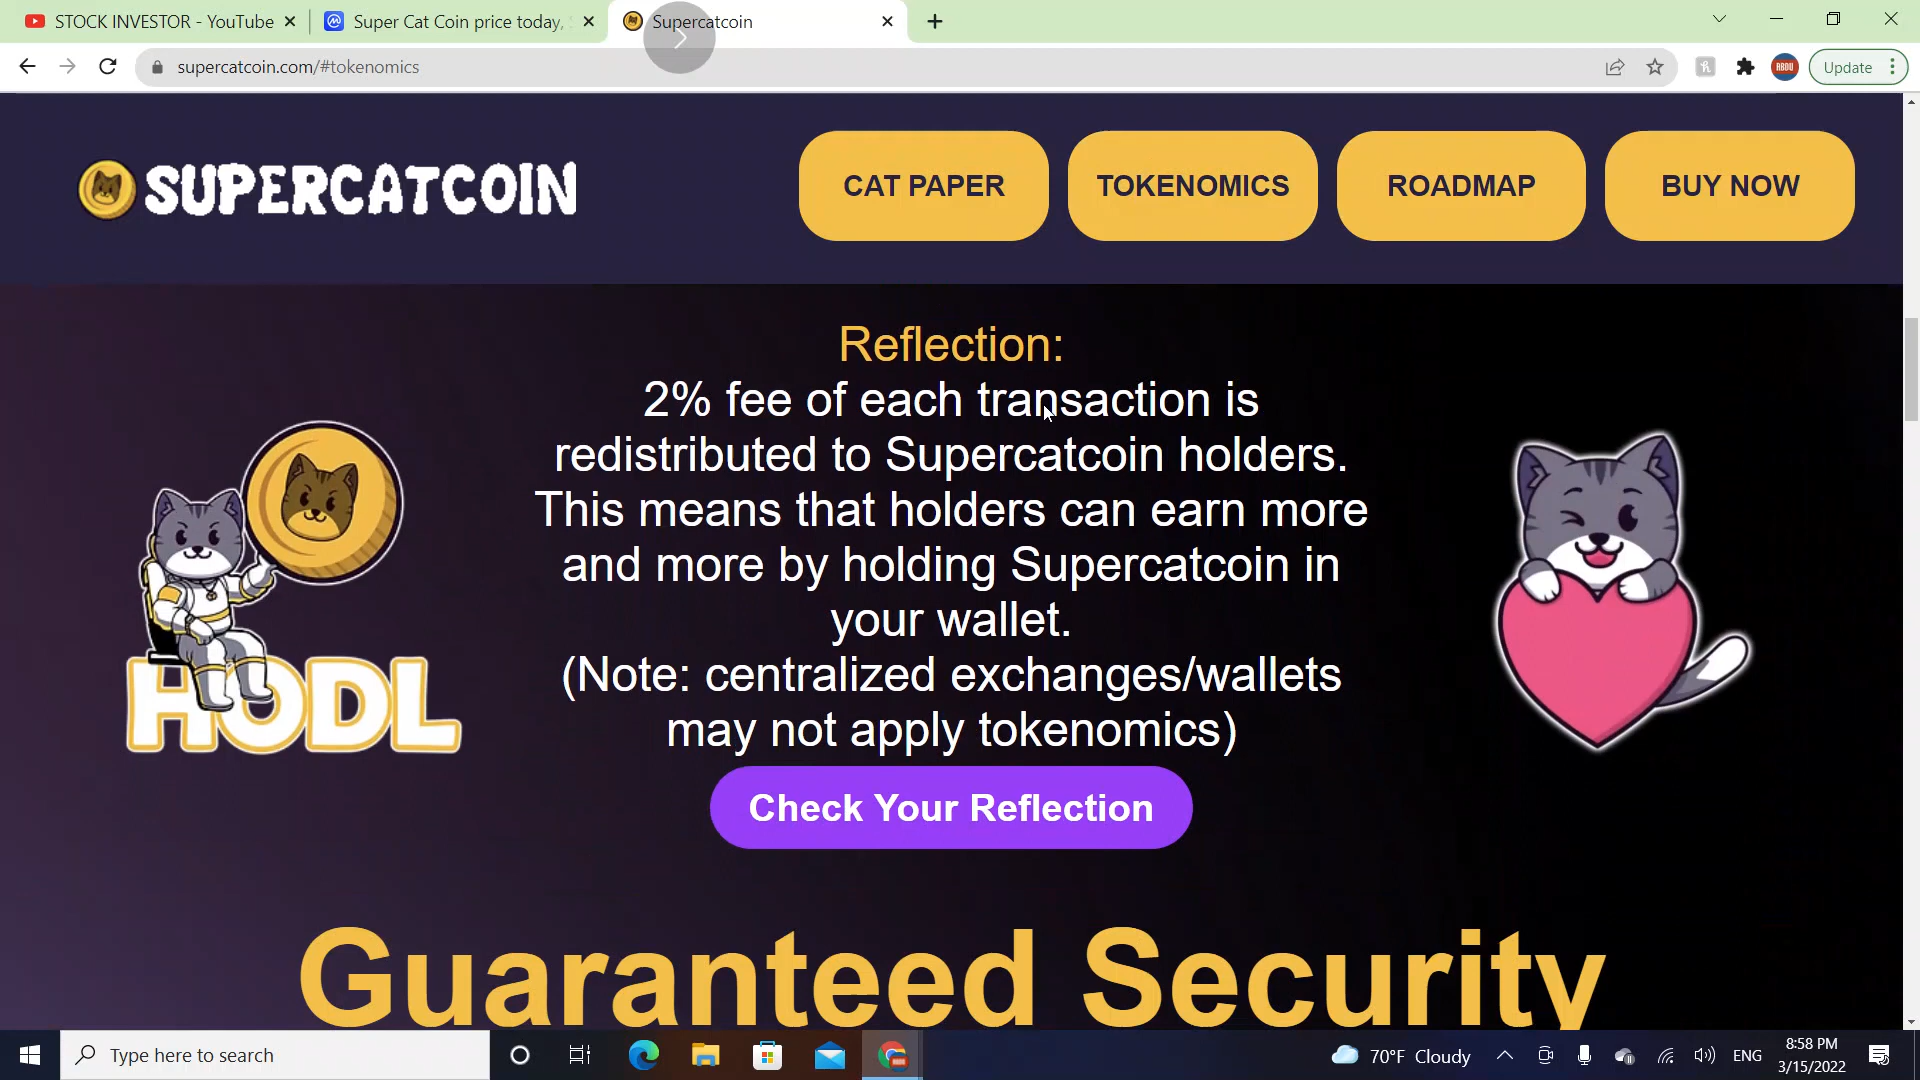 STOCK INVESTOR - YouTube
Super Cat Coin price today,
Supercatcoin
supercatcoin.com/#tokenomics
ABDU
Update
SUPERCATCOIN
CAT PAPER
TOKENOMICS
ROADMAP
BUY NOW
Reflection:
2% fee of each transaction is
redistributed to Supercatcoin holders.
This means that holders can earn more
and more by holding Supercatcoin in
your wallet.
(Note: centralized exchanges/wallets
may not apply tokenomics)
HODL
Check Your Reflection
Guaranteed Security
Type here to search
70°F Cloudy
ENG
8:58 PM
3/15/2022